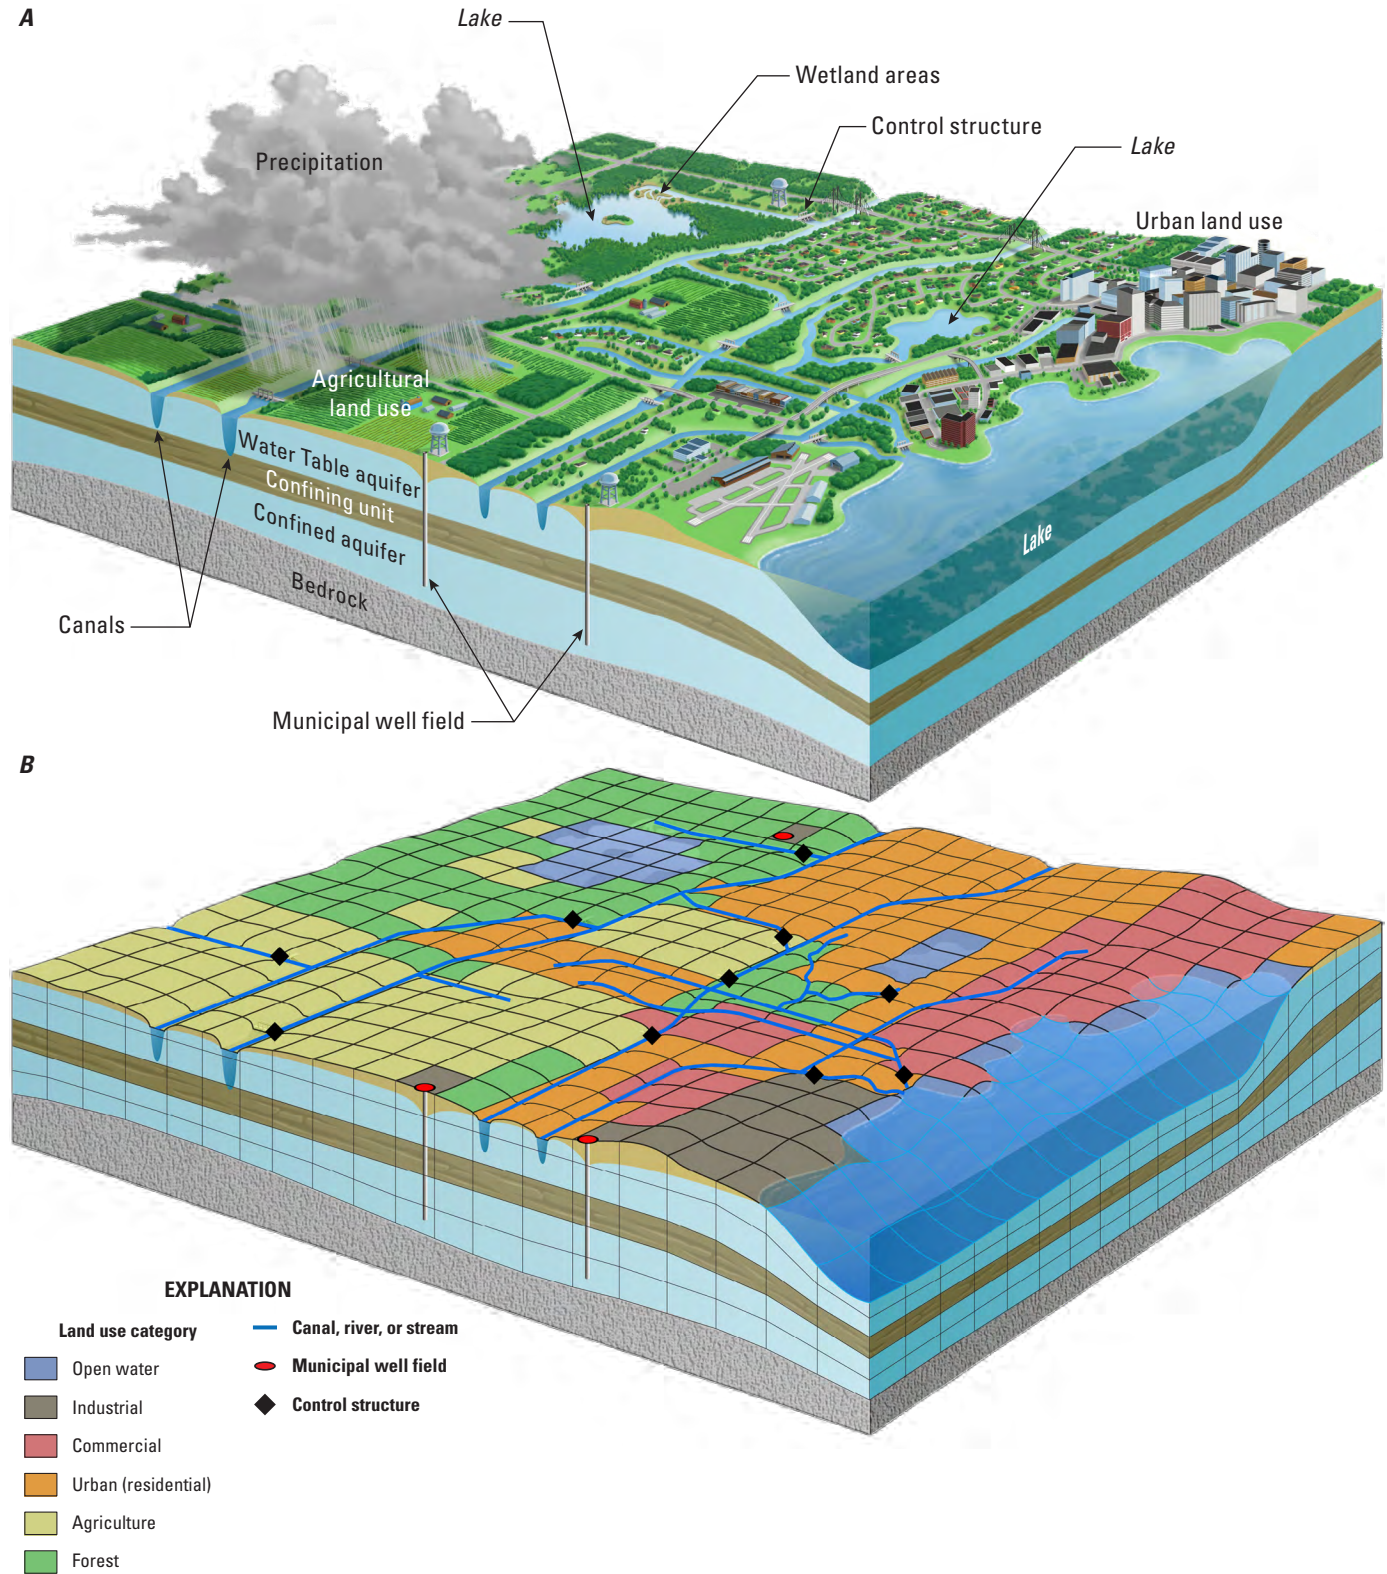 A
Lake
Wetland areas
Control structure
Lake
Precipitation
Urban land use
Agricultural
land use
Water Table aquifer
Confining unit
Confined aquifer
Bedrock
Lake
Canals
Municipal well field
B
EXPLANATION
Land use category
Open water
Industrial
Commercial
Urban (residential)
Agriculture
Forest
Canal, river, or stream
Municipal well field
Control structure